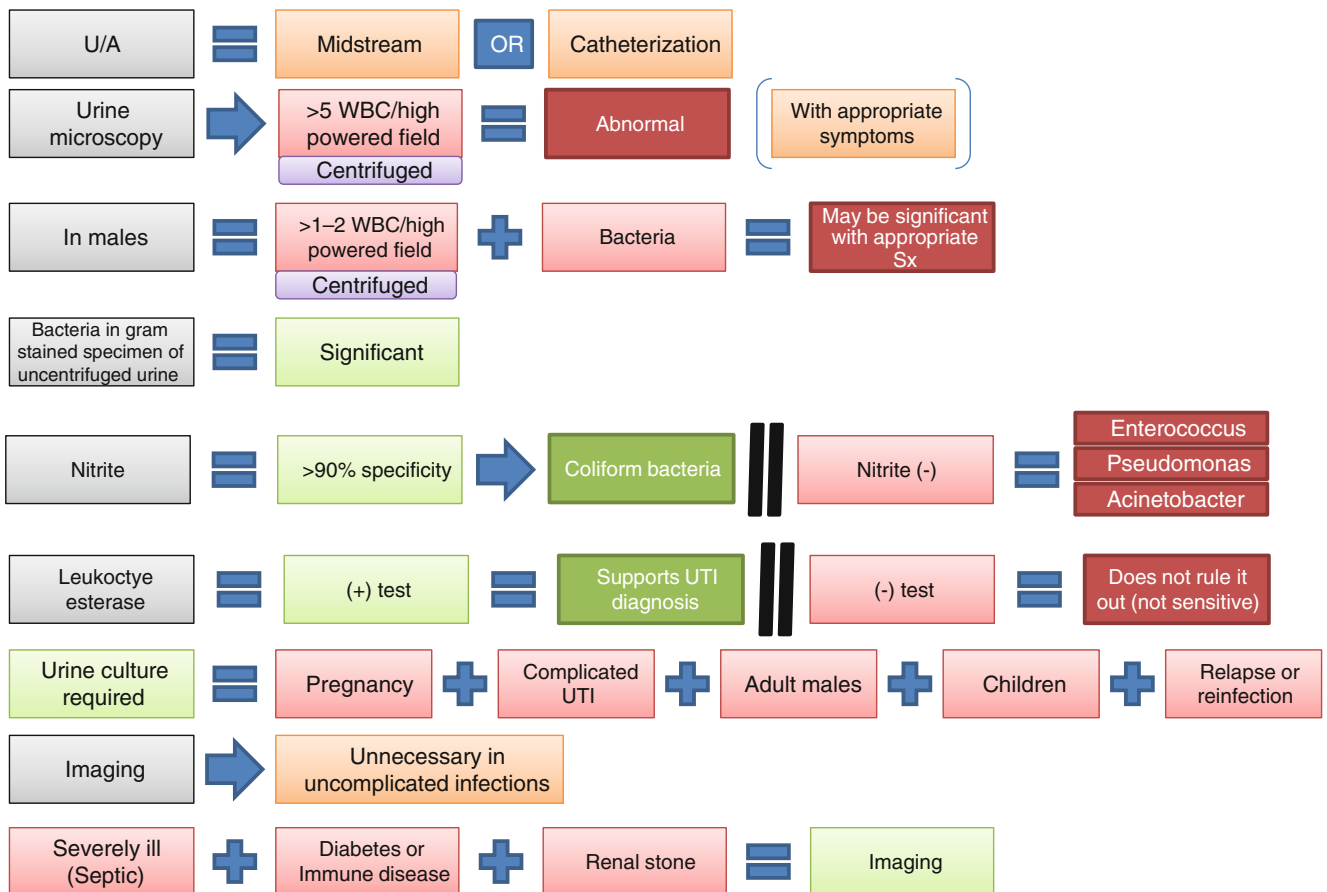 U/A
Midstream
OR
Catheterization
Urine
microscopy
>5 WBC/high
powered field
Centrifuged
Abnormal
With appropriate
symptoms
In males
>1–2 WBC/high
powered field
Centrifuged
Bacteria
May be significant
with appropriate
Sx
Bacteria in gram
stained specimen of
uncentrifuged urine
Significant
Nitrite
>90% specificity
Coliform bacteria
Nitrite (-)
Enterococcus
Pseudomonas
Acinetobacter
Leukoctye
esterase
(+) test
Supports UTI
diagnosis
(-) test
Does not rule it
out (not sensitive)
Urine culture
required
Pregnancy
Complicated
UTI
Adult males
Children
Relapse or
reinfection
Imaging
Unnecessary in
uncomplicated infections
Severely ill
(Septic)
Diabetes or
Immune disease
Renal stone
Imaging